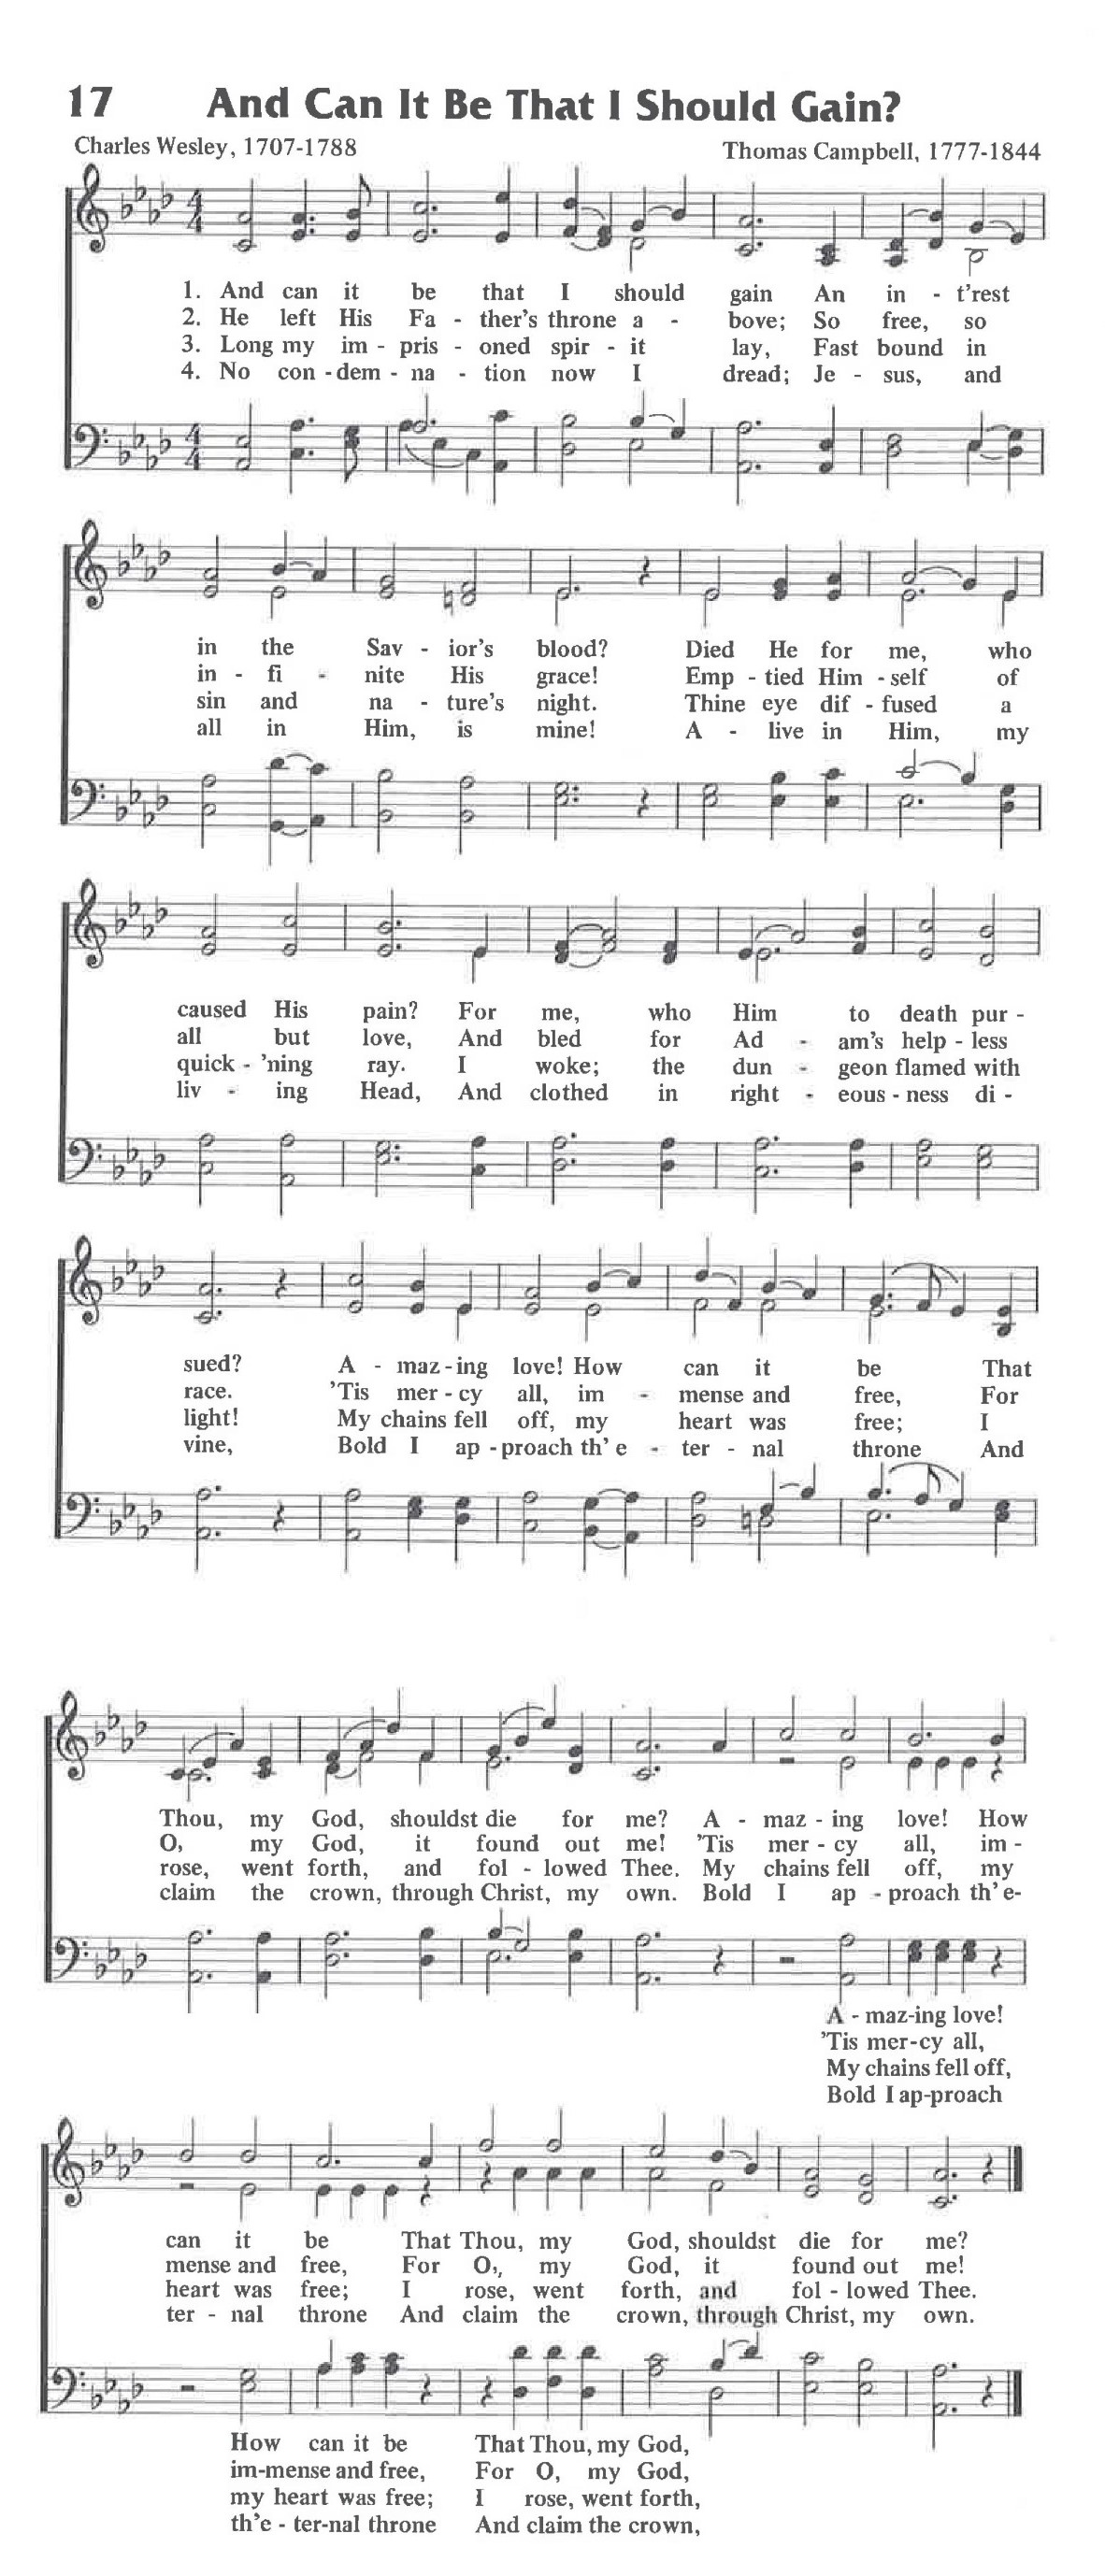 17 And Can It Be That I Should Gain?
Charles Wesley, 1707-1788 Thomas Campbell, 1777-1844
1. And can it be that I should gain An in - t'rest
2. He left His Fa - ther's throne a - bove; So free, so
3. Long my im - pris - oned spir - it lay, Fast bound in
4. No con - dem - na - tion now I dread; Je - sus, and
in the Sav - ior's blood? Died He for me, who
in - fi - nite His grace! Emp - tied Him - self of
sin and na - ture's night. Thine eye dif - fused a
all in Him, is mine! A - live in Him, my
caused His pain? For me, who Him to death pur -
all but love, And bled for Ad - am's help - less
quick - 'ning ray. I woke; the dun - geon flamed with
liv - ing Head, And clothed in right - eous - ness di -
sued? A - maz - ing love! How can it be That
race. 'Tis mer - cy all, im - mense and free, For
light! My chains fell off, my heart was free; I
vine, Bold I ap - proach th' e - ter - nal throne And
Thou, my God, shouldst die for me? A - maz - ing love! How
O, my God, it found out me! 'Tis mer - cy all, im -
rose, went forth, and fol - lowed Thee. My chains fell off, my
claim the crown, through Christ, my own. Bold I ap - proach th' e-
A - maz-ing love!
'Tis mer-cy all,
My chains fell off,
Bold I ap-proach
can it be That Thou, my God, shouldst die for me?
mense and free, For O, my God, it found out me!
heart was free; I rose, went forth, and fol - lowed Thee.
ter - nal throne And claim the crown, through Christ, my own.
How can it be That Thou, my God,
im-mense and free, For O, my God,
my heart was free; I rose, went forth,
th'e - ter-nal throne And claim the crown,